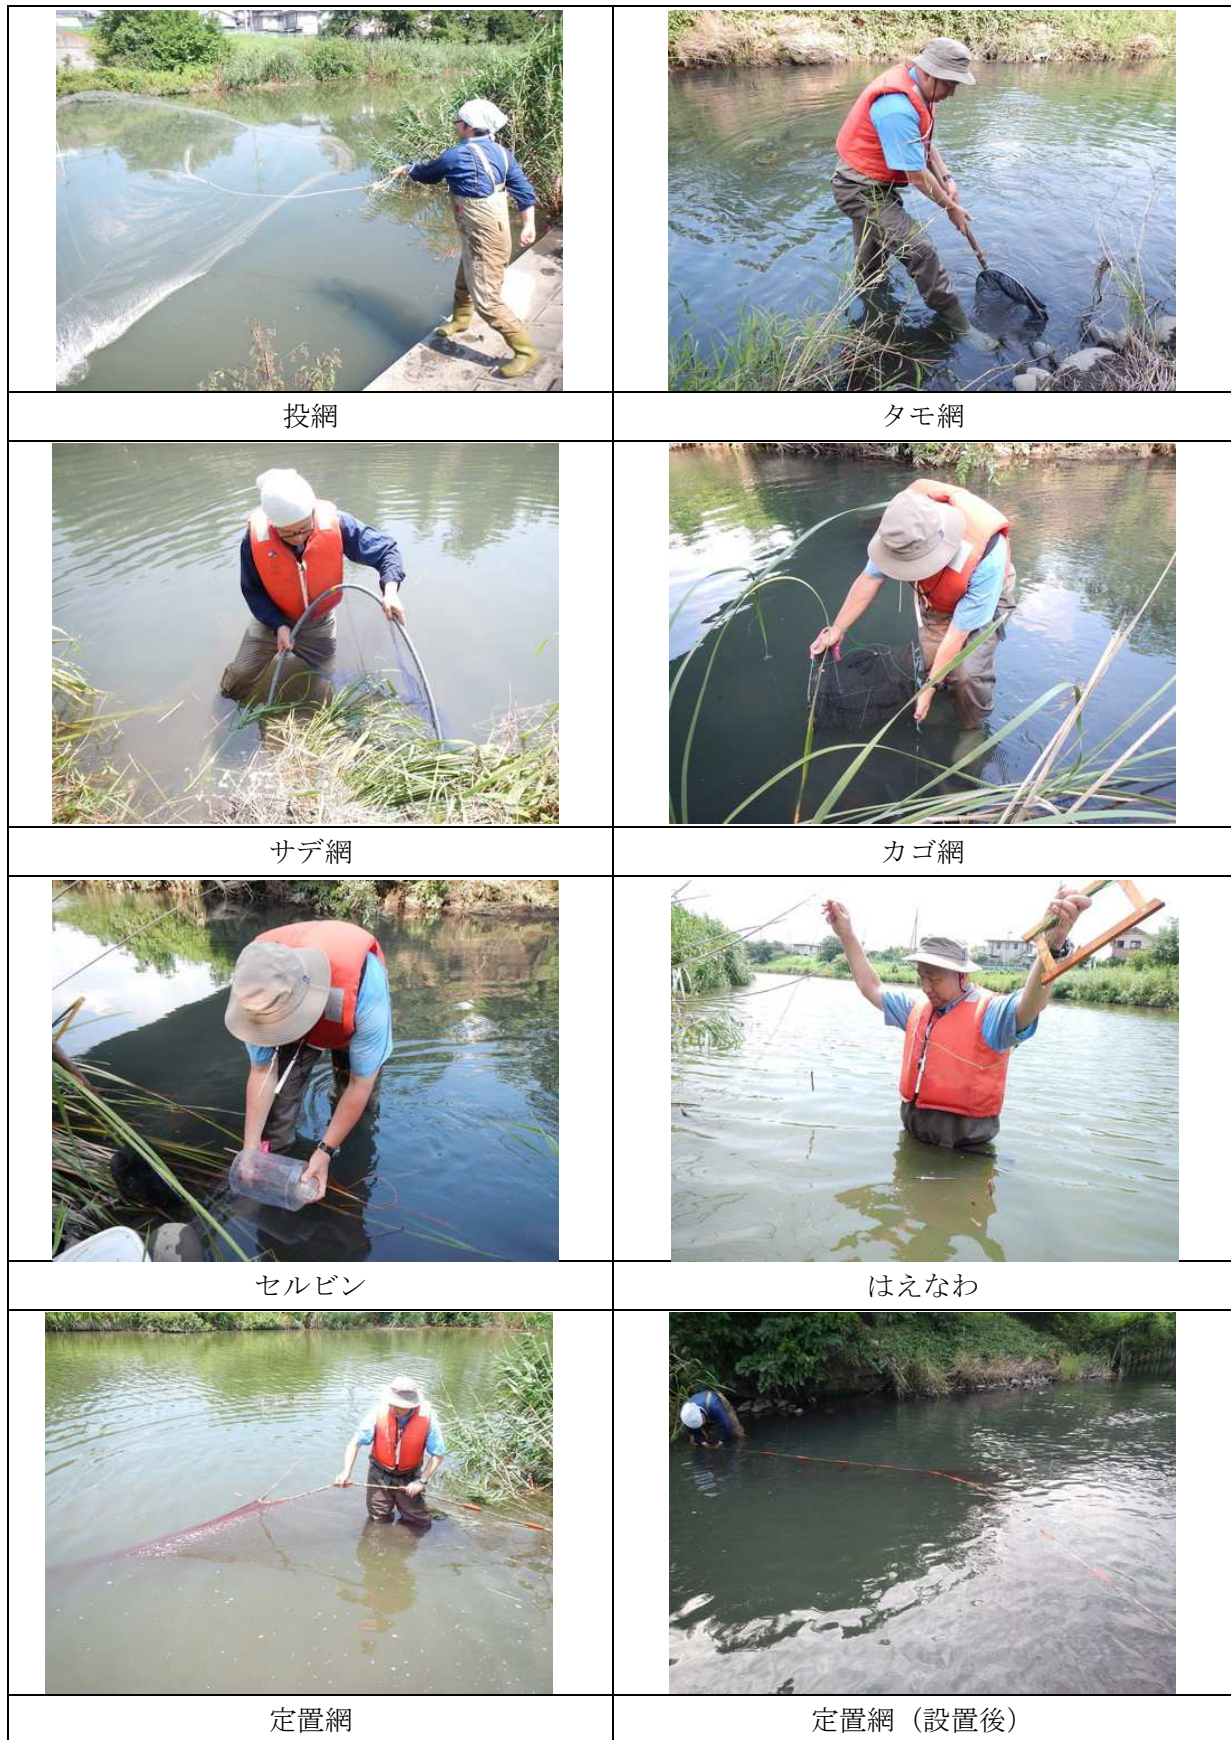 投網
タモ網
サデ網
カゴ網
セルビン
はえなわ
定置網
定置網（設置後）